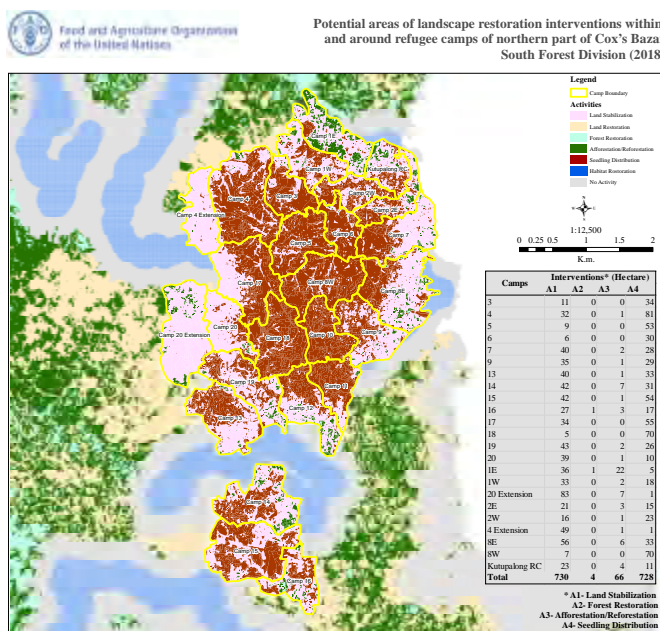 Food and Agriculture Organization
of the United Nations
Potential areas of landscape restoration interventions within
and around refugee camps of northern part of Cox's Baza
South Forest Division (2018
Legend
Camp Boundary
Activities
Land Stabilization
Land Restoration
Forest Restoration
Afforestation/Reforestation
Seedling Distribution
Habitat Restoration
No Activity
1:12,500
0 0.25 0.5 1 1.5 2
K.m.
Camps Interventions* (Hectare)
A1 A2 A3 A4
3 11 0 0 34
4 32 0 1 81
5 9 0 0 53
6 6 0 0 30
7 40 0 2 28
9 35 0 1 29
13 40 0 1 33
14 42 0 7 31
15 42 0 1 54
16 27 1 3 17
17 34 0 0 55
18 5 0 0 70
19 43 0 2 26
20 39 0 1 10
1E 36 1 22 5
1W 33 0 2 18
20 Extension 83 0 7 1
2E 21 0 3 15
2W 16 0 1 23
4 Extension 49 0 1 1
8E 56 0 6 33
8W 7 0 0 70
Kutupalong RC 23 0 4 11
Total 730 4 66 728
* A1- Land Stabilization
A2- Forest Restoration
A3- Afforestation/Reforestation
A4- Seedling Distribution
Camp 1E
Camp 1W
Kutupalong RC
Camp 2W
Camp 4
Camp 4 Extension
Camp 2E
Camp 7
Camp 17
Camp 8W
Camp 8E
Camp 20
Camp 20 Extension
Camp 18
Camp 19
Camp 11
Camp 12
Camp 15
Camp 16